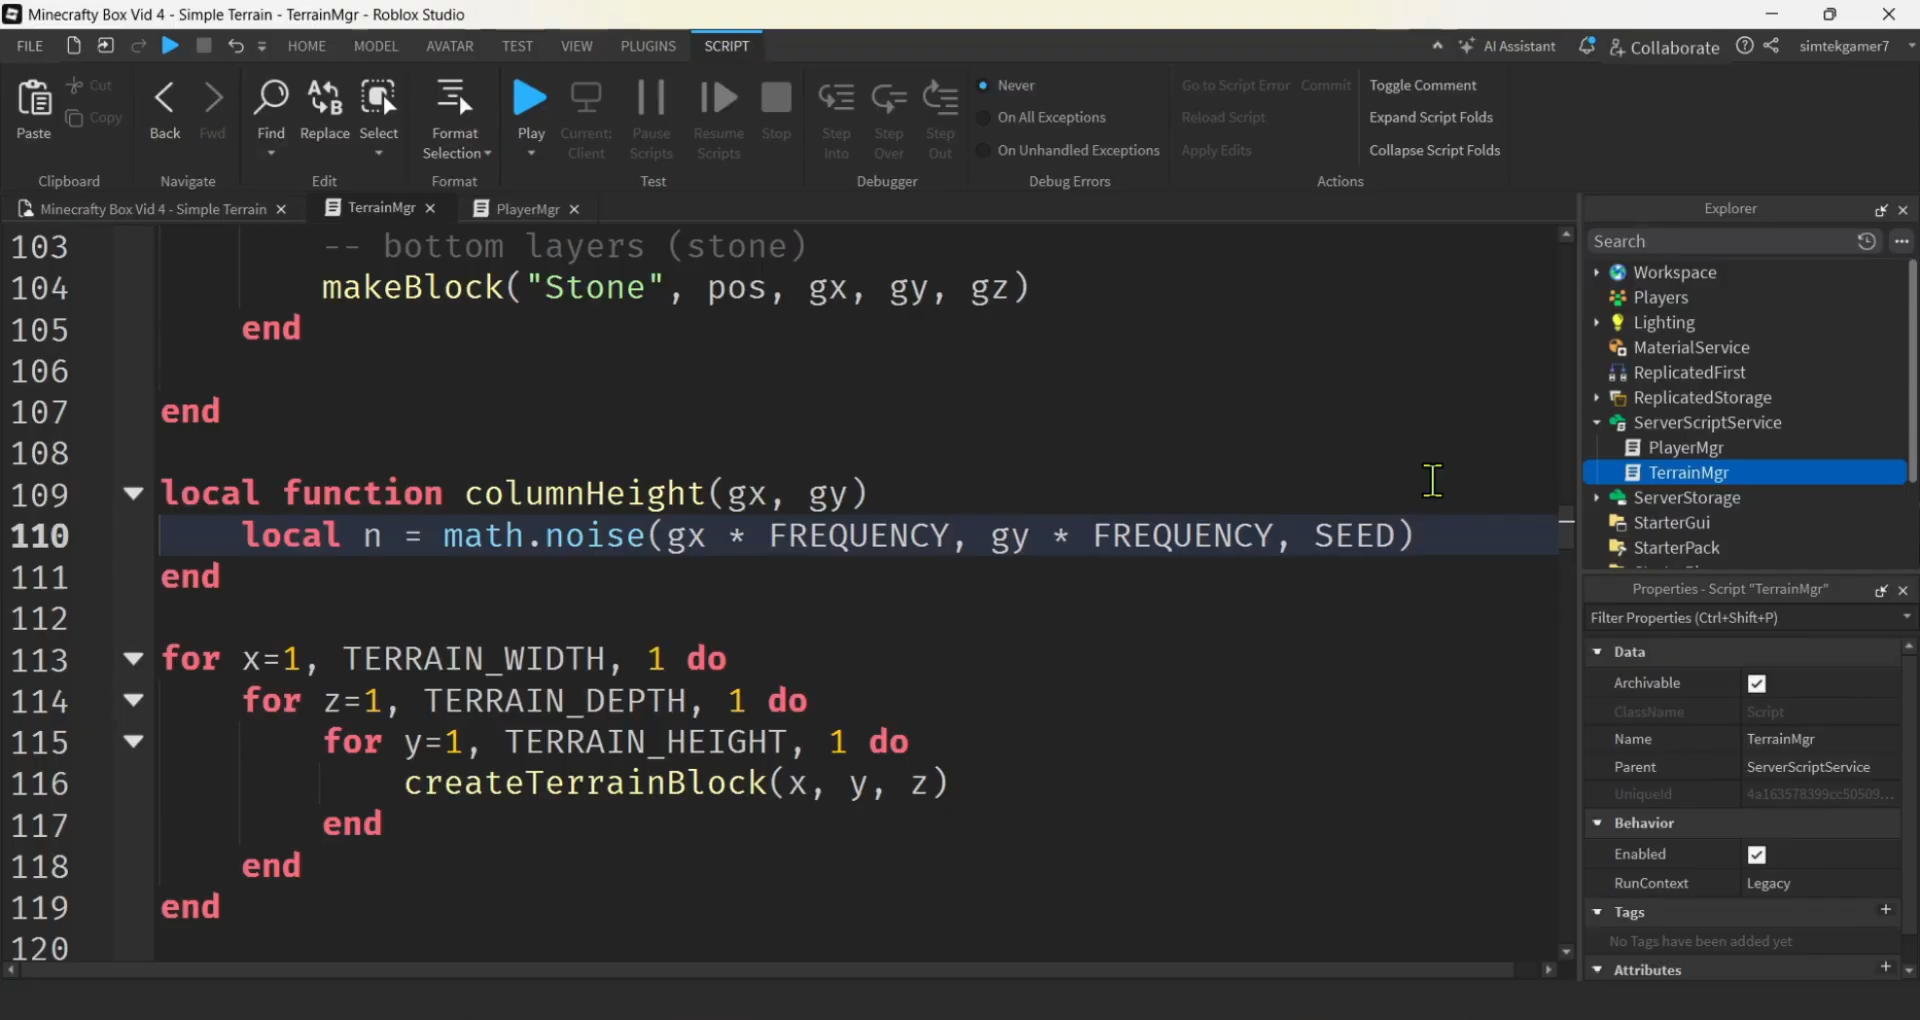 Minecrafty Box Vid 4 - Simple Terrain - TerrainMgr - Roblox Studio
FILE HOME MODEL AVATAR TEST VIEW PLUGINS SCRIPT AI Assistant Collaborate simtekgamer7
Paste Cut Copy
Back Fwd
Find Replace Select
Format Selection
Play Current: Client Pause Scripts Resume Scripts Stop
Step Into Step Over Step Out
Never
On All Exceptions
On Unhandled Exceptions
Go to Script Error Commit
Reload Script
Apply Edits
Toggle Comment
Expand Script Folds
Collapse Script Folds
Clipboard Navigate Edit Format Test Debugger Debug Errors Actions
Minecrafty Box Vid 4 - Simple Terrain TerrainMgr PlayerMgr
103 -- bottom layers (stone)
104 makeBlock("Stone", pos, gx, gy, gz)
105 end
106
107 end
108
109 local function columnHeight(gx, gy)
110 local n = math.noise(gx * FREQUENCY, gy * FREQUENCY, SEED)
111 end
112
113 for x=1, TERRAIN_WIDTH, 1 do
114 for z=1, TERRAIN_DEPTH, 1 do
115 for y=1, TERRAIN_HEIGHT, 1 do
116 createTerrainBlock(x, y, z)
117 end
118 end
119 end
120
Explorer
Search
Workspace
Players
Lighting
MaterialService
ReplicatedFirst
ReplicatedStorage
ServerScriptService
PlayerMgr
TerrainMgr
ServerStorage
StarterGui
StarterPack
Properties - Script "TerrainMgr"
Filter Properties (Ctrl+Shift+P)
Data
Archivable
ClassName Script
Name TerrainMgr
Parent ServerScriptService
UniqueId 4a163578399cc50509...
Behavior
Enabled
RunContext Legacy
Tags +
No Tags have been added yet
Attributes +